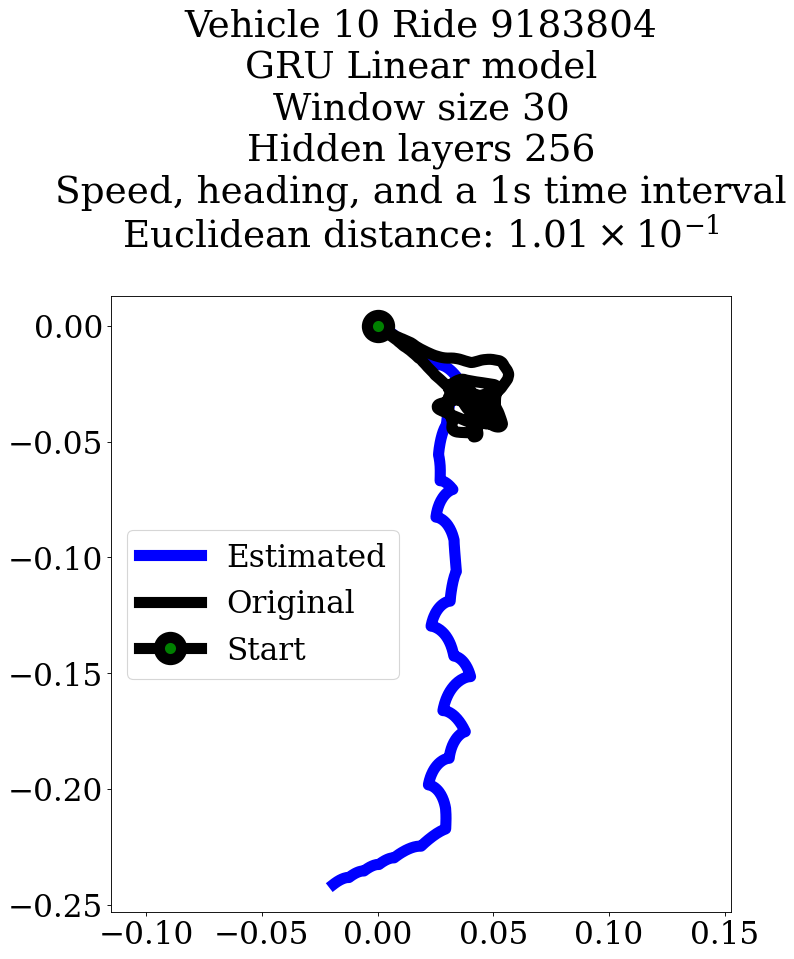 Vehicle 10 Ride 9183804
GRU Linear model
Window size 30
Hidden layers 256
Speed, heading, and a 1s time interval
Euclidean distance: 1.01 × 10⁻¹
0.00
−0.05
−0.10
−0.15
−0.20
−0.25
Estimated
Original
Start
−0.10 −0.05 0.00 0.05 0.10 0.15